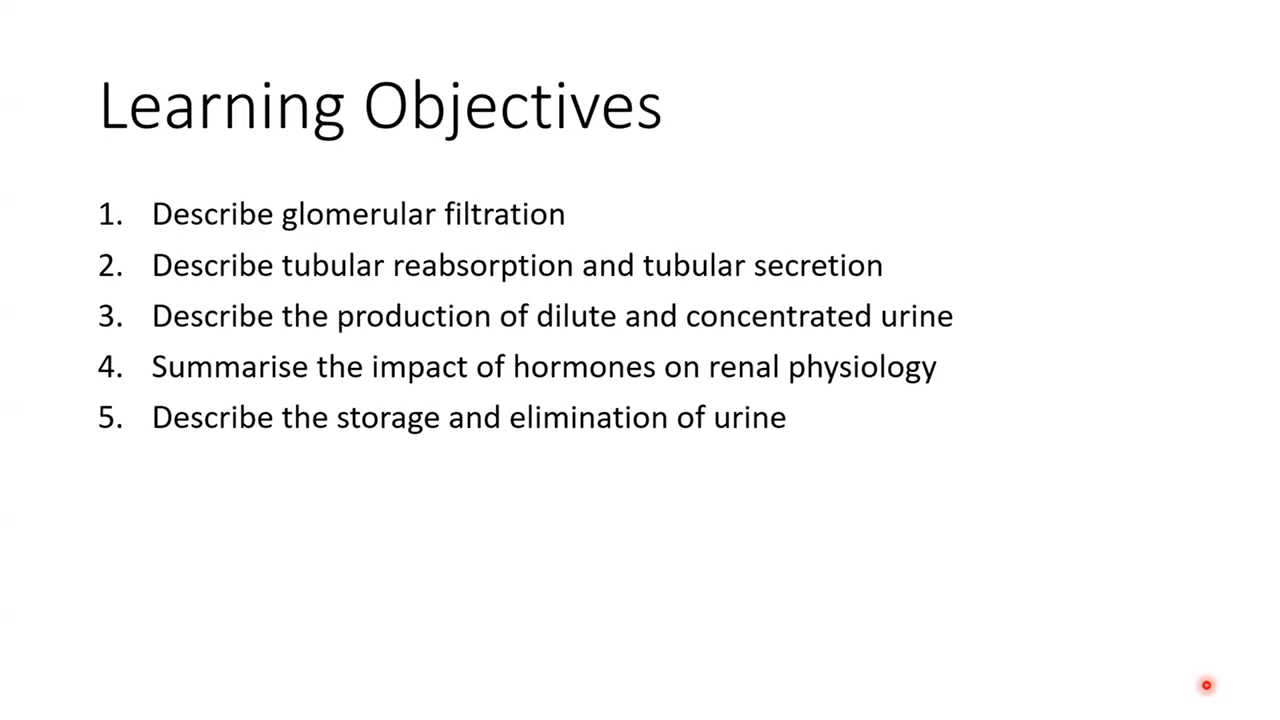 Learning Objectives
1. Describe glomerular filtration
2. Describe tubular reabsorption and tubular secretion
3. Describe the production of dilute and concentrated urine
4. Summarise the impact of hormones on renal physiology
5. Describe the storage and elimination of urine